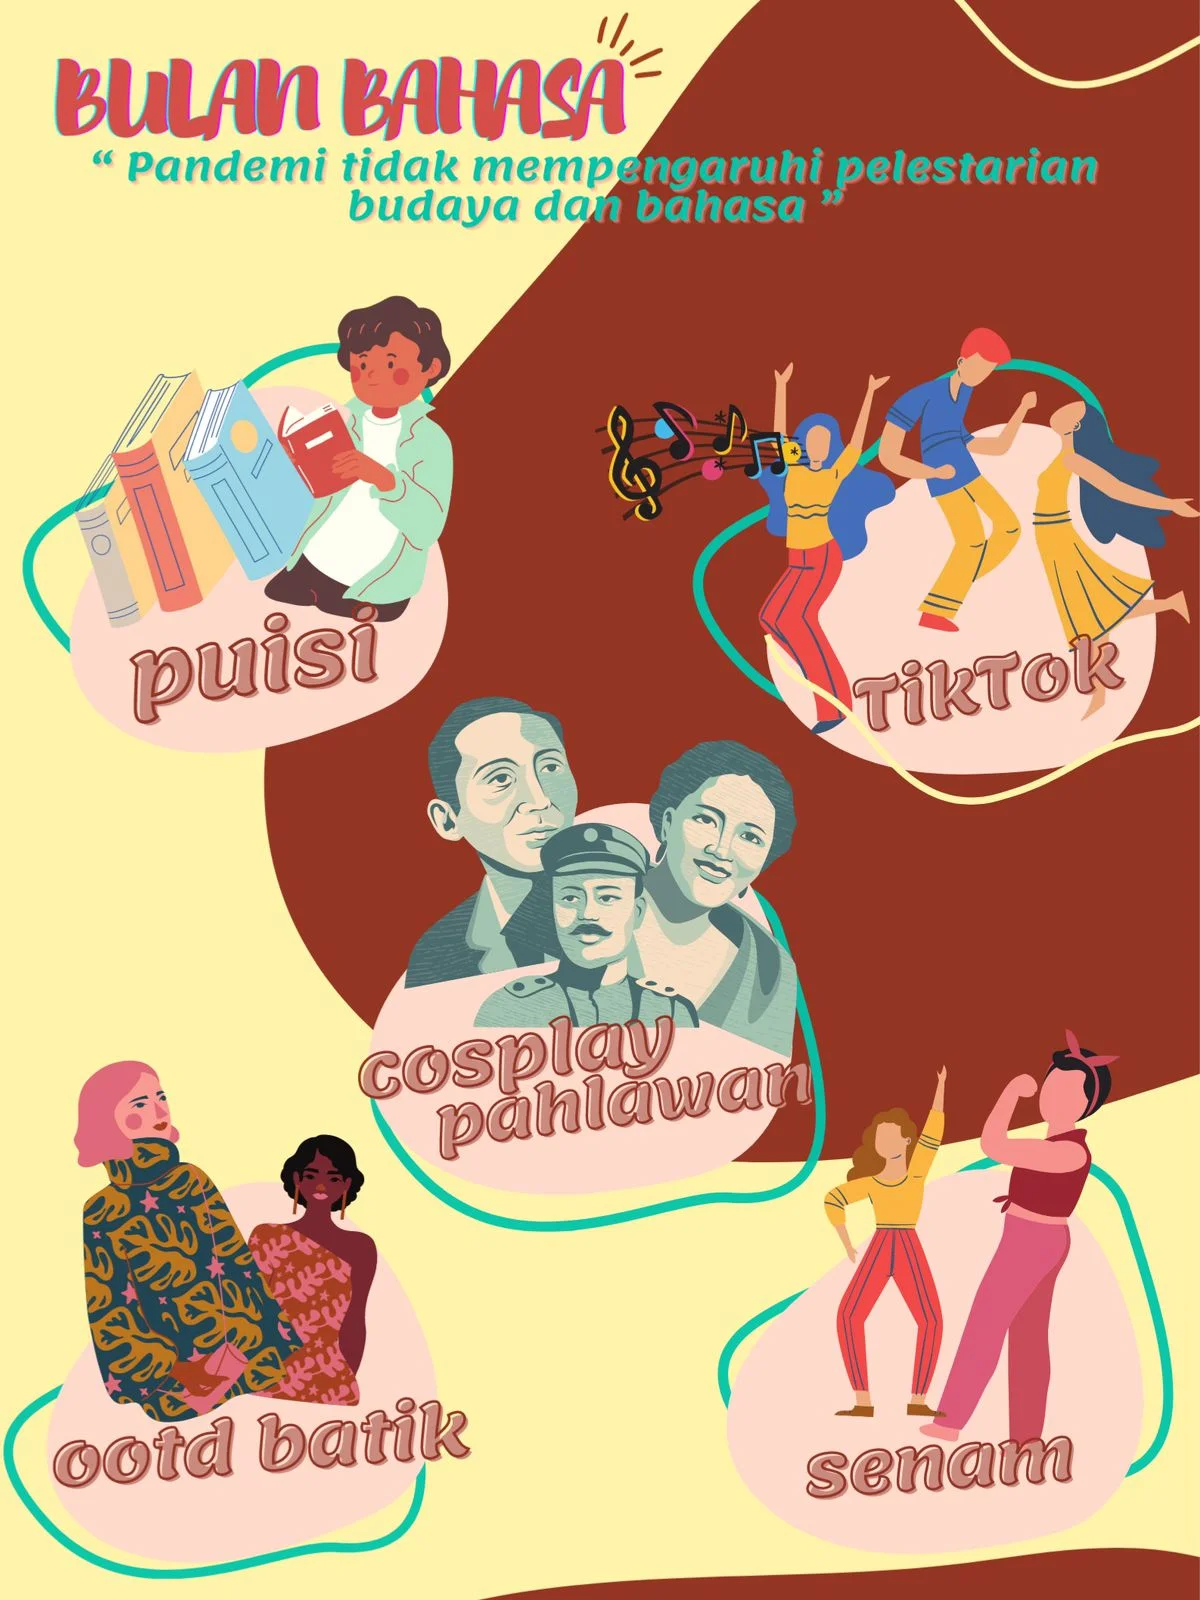 BULAN BAHASA
“ Pandemi tidak mempengaruhi pelestarian
budaya dan bahasa ”
puisi
TikTok
cosplay
pahlawan
ootd batik
senam